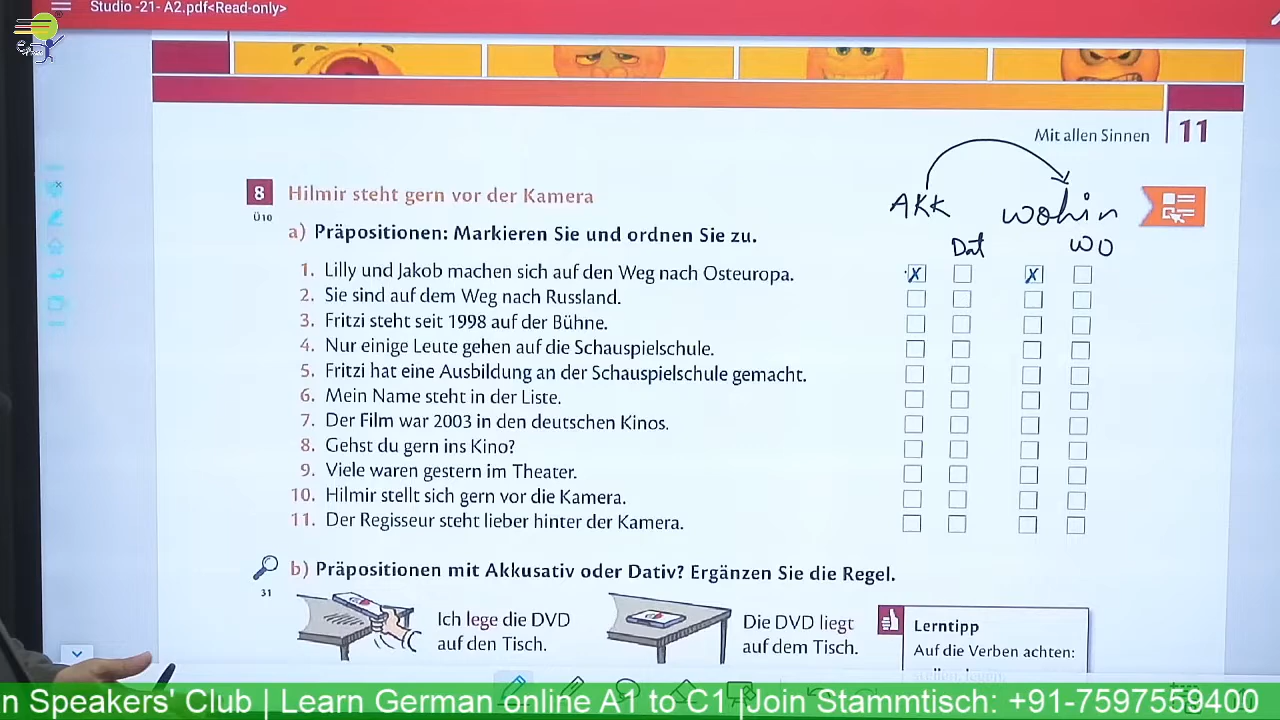 Studio -21- A2.pdf<Read-only>
Mit allen Sinnen 11
8 Hilmir steht gern vor der Kamera
Ü10
AKK wohin
Dat wo
a) Präpositionen: Markieren Sie und ordnen Sie zu.
1. Lilly und Jakob machen sich auf den Weg nach Osteuropa. x x
2. Sie sind auf dem Weg nach Russland.
3. Fritzi steht seit 1998 auf der Bühne.
4. Nur einige Leute gehen auf die Schauspielschule.
5. Fritzi hat eine Ausbildung an der Schauspielschule gemacht.
6. Mein Name steht in der Liste.
7. Der Film war 2003 in den deutschen Kinos.
8. Gehst du gern ins Kino?
9. Viele waren gestern im Theater.
10. Hilmir stellt sich gern vor die Kamera.
11. Der Regisseur steht lieber hinter der Kamera.
b) Präpositionen mit Akkusativ oder Dativ? Ergänzen Sie die Regel.
31
Ich lege die DVD
auf den Tisch.
Die DVD liegt
auf dem Tisch.
Lerntipp
Auf die Verben achten:
stellen, legen,
n Speakers' Club | Learn German online A1 to C1 |Join Stammtisch: +91-7597559400